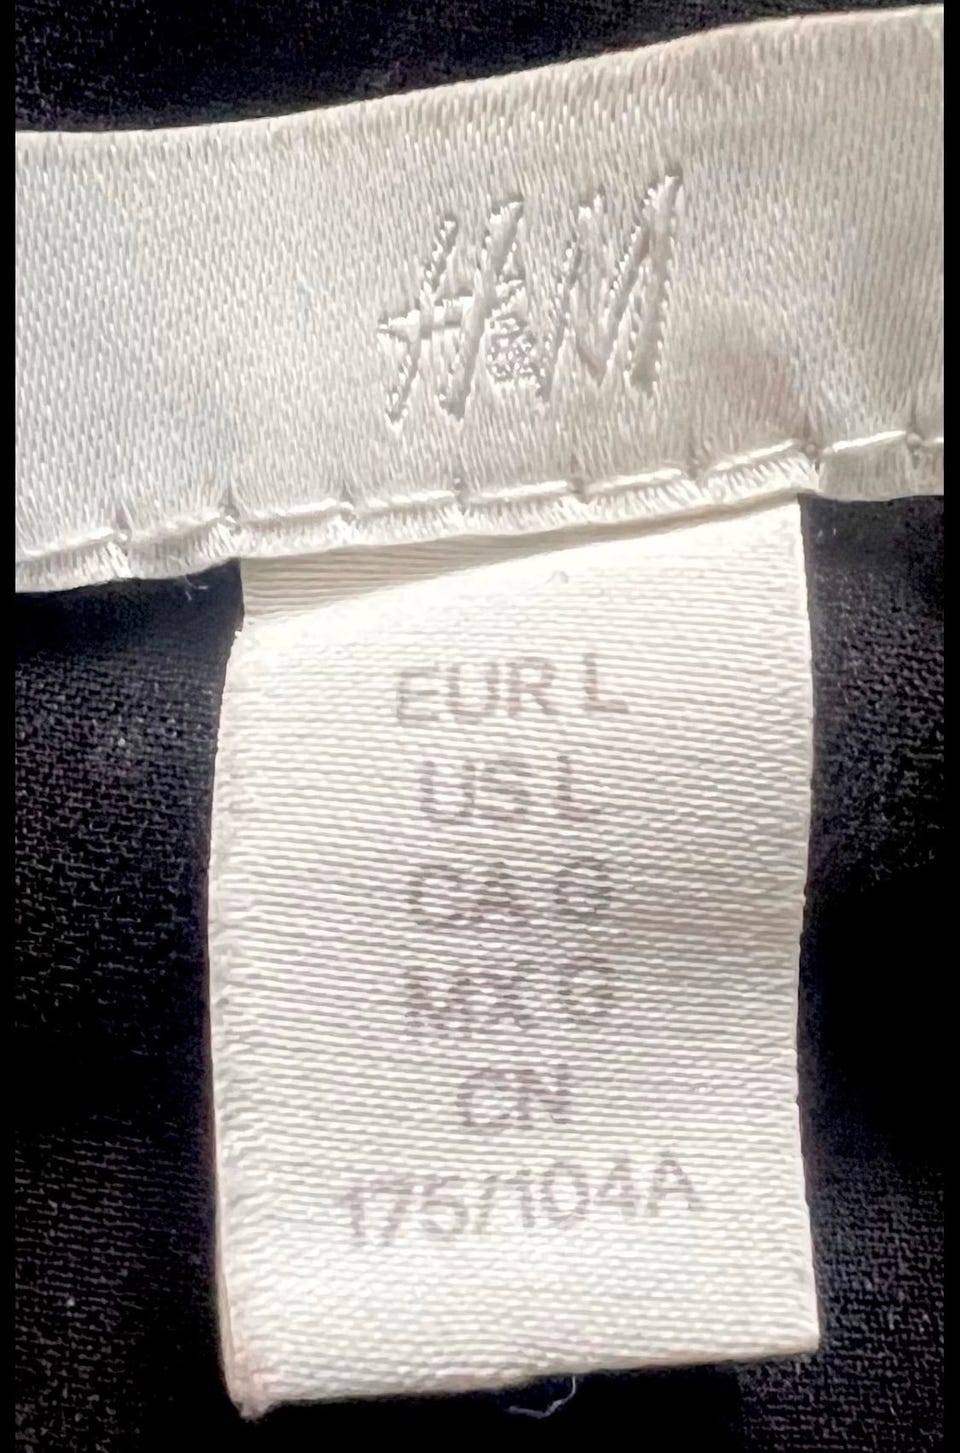 H&M
EUR L
US L
CA G
MX G
CN
175/104A